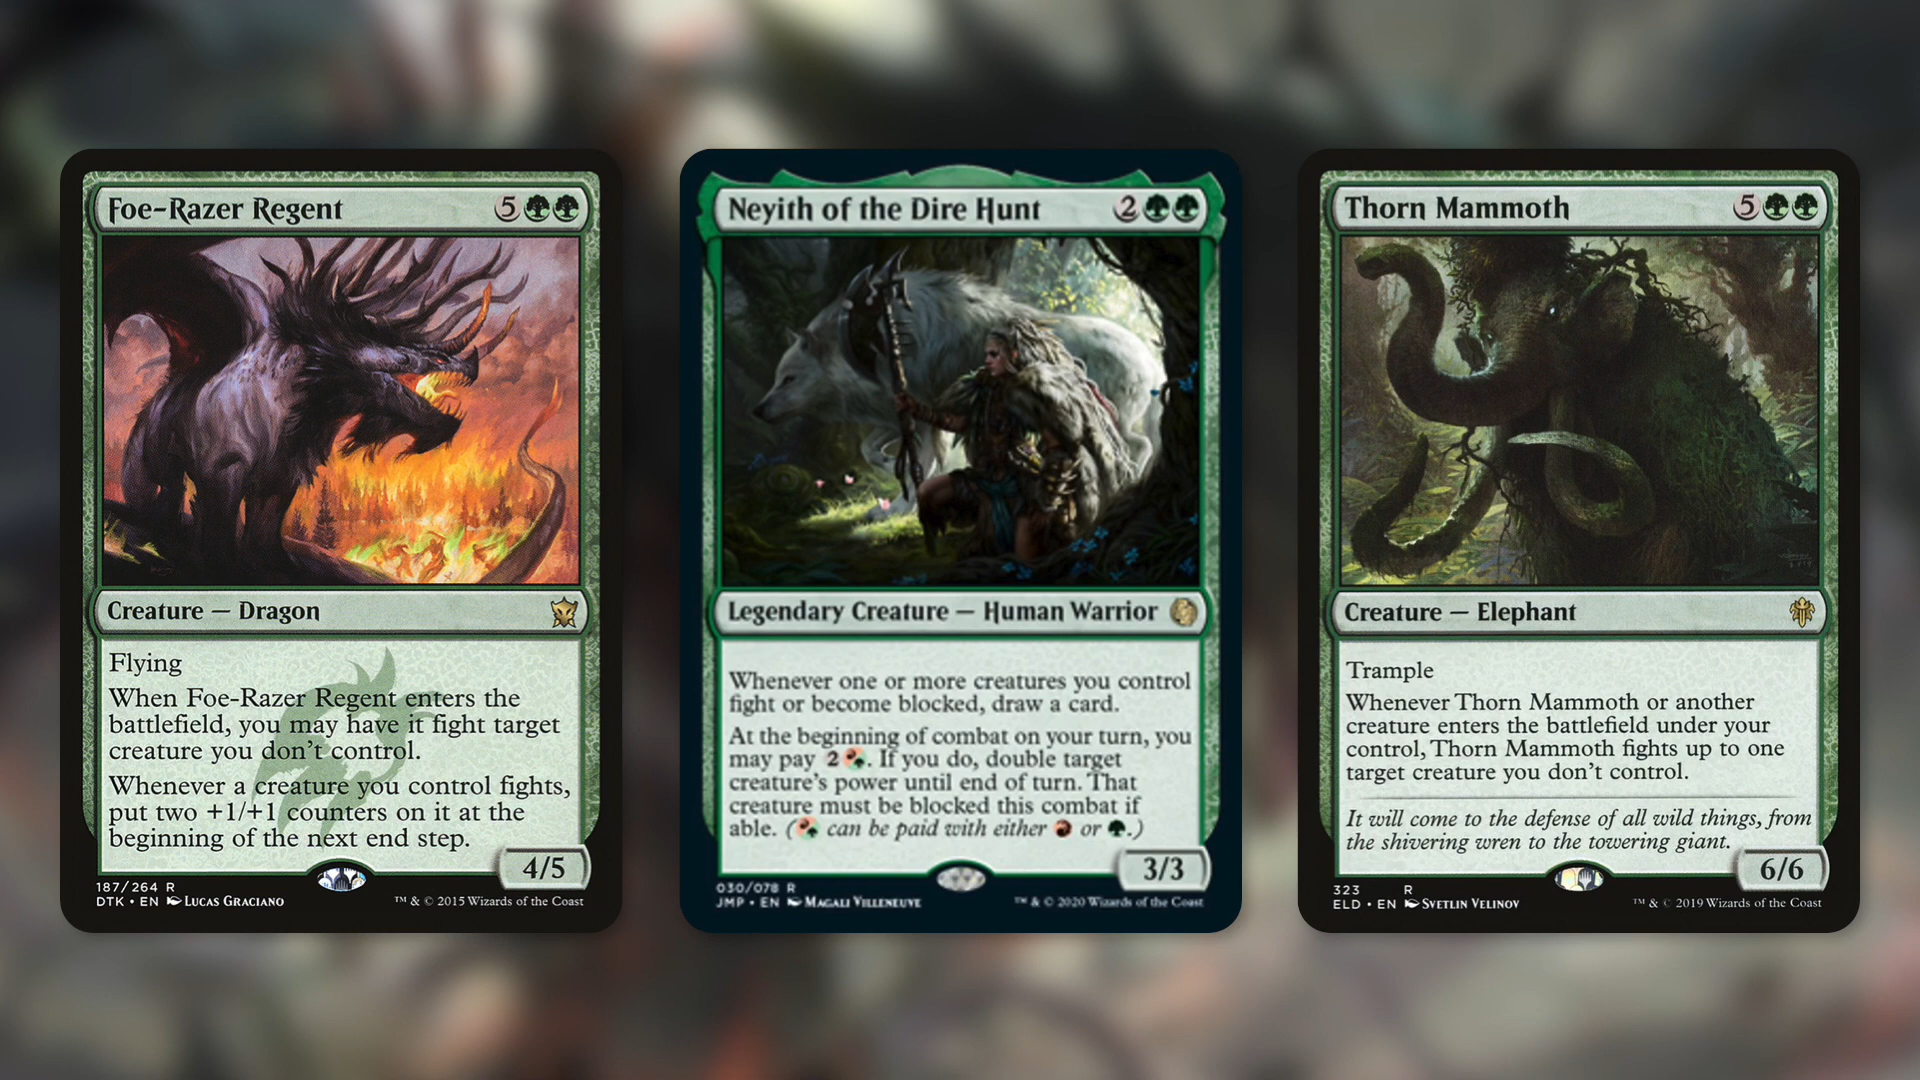 Foe-Razer Regent 5
Creature — Dragon
Flying
When Foe-Razer Regent enters the
battlefield, you may have it fight target
creature you don't control.
Whenever a creature you control fights,
put two +1/+1 counters on it at the
beginning of the next end step.
4/5
187/264 R
DTK • EN Lucas Graciano
™ & © 2015 Wizards of the Coast
Neyith of the Dire Hunt 2
Legendary Creature — Human Warrior
Whenever one or more creatures you control
fight or become blocked, draw a card.
At the beginning of combat on your turn, you
may pay 2 . If you do, double target
creature's power until end of turn. That
creature must be blocked this combat if
able. ( can be paid with either or .)
3/3
030/078 R
JMP • EN Magali Villeneuve
™ & © 2020 Wizards of the Coast
Thorn Mammoth 5
Creature — Elephant
Trample
Whenever Thorn Mammoth or another
creature enters the battlefield under your
control, Thorn Mammoth fights up to one
target creature you don't control.
It will come to the defense of all wild things, from
the shivering wren to the towering giant.
6/6
323 R
ELD • EN Svetlin Velinov
™ & © 2019 Wizards of the Coast